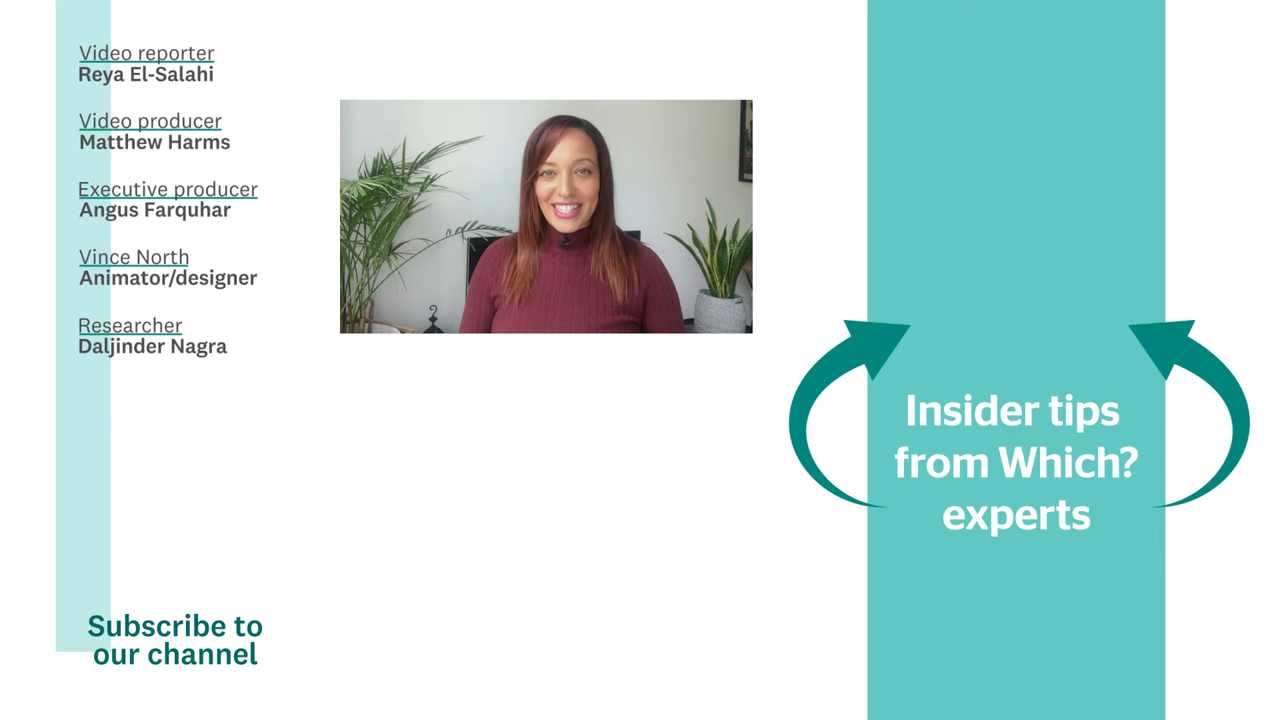 Video reporter
Reya El-Salahi
Video producer
Matthew Harms
Executive producer
Angus Farquhar
Vince North
Animator/designer
Researcher
Daljinder Nagra
Subscribe to
our channel
Insider tips
from Which?
experts